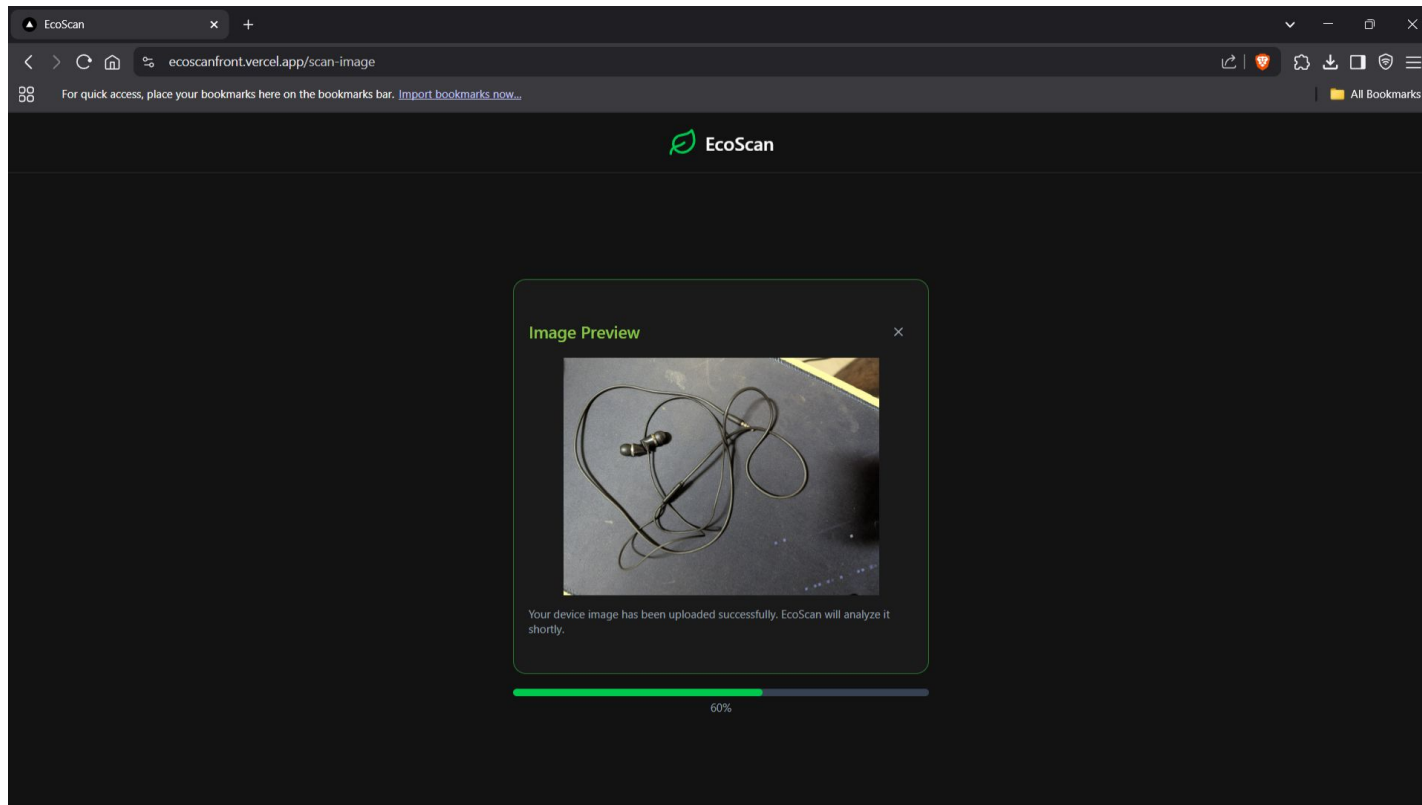 EcoScan
ecoscanfront.vercel.app/scan-image
For quick access, place your bookmarks here on the bookmarks bar. Import bookmarks now...
All Bookmarks
EcoScan
Image Preview
Your device image has been uploaded successfully. EcoScan will analyze it
shortly.
60%